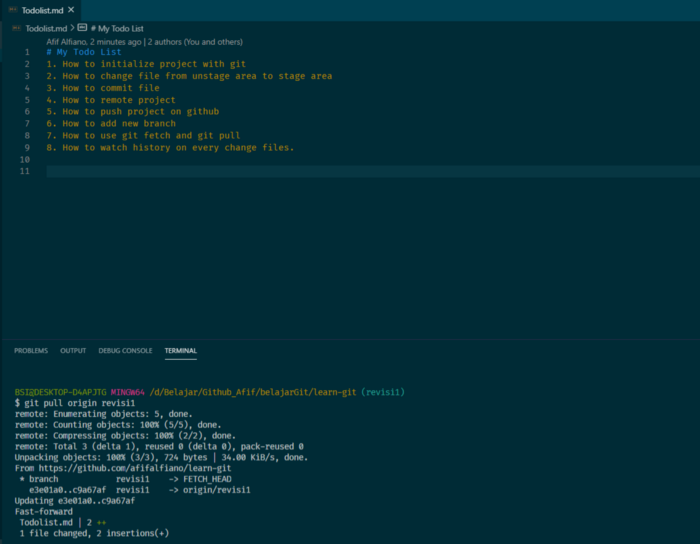 Todolist.md ×
Todolist.md > # My Todo List
Afif Alfiano, 2 minutes ago | 2 authors (You and others)
1 # My Todo List
2 1. How to initialize project with git
3 2. How to change file from unstage area to stage area
4 3. How to commit file
5 4. How to remote project
6 5. How to push project on github
7 6. How to add new branch
8 7. How to use git fetch and git pull
9 8. How to watch history on every change files.
10
11
PROBLEMS OUTPUT DEBUG CONSOLE TERMINAL
BSI@DESKTOP-D4APJTG MINGW64 /d/Belajar/Github_Afif/belajarGit/learn-git (revisi1)
$ git pull origin revisi1
remote: Enumerating objects: 5, done.
remote: Counting objects: 100% (5/5), done.
remote: Compressing objects: 100% (2/2), done.
remote: Total 3 (delta 1), reused 0 (delta 0), pack-reused 0
Unpacking objects: 100% (3/3), 724 bytes | 34.00 KiB/s, done.
From https://github.com/afifalfiano/learn-git
* branch revisi1 -> FETCH_HEAD
e3e01a0..c9a67af revisi1 -> origin/revisi1
Updating e3e01a0..c9a67af
Fast-forward
Todolist.md | 2 ++
1 file changed, 2 insertions(+)